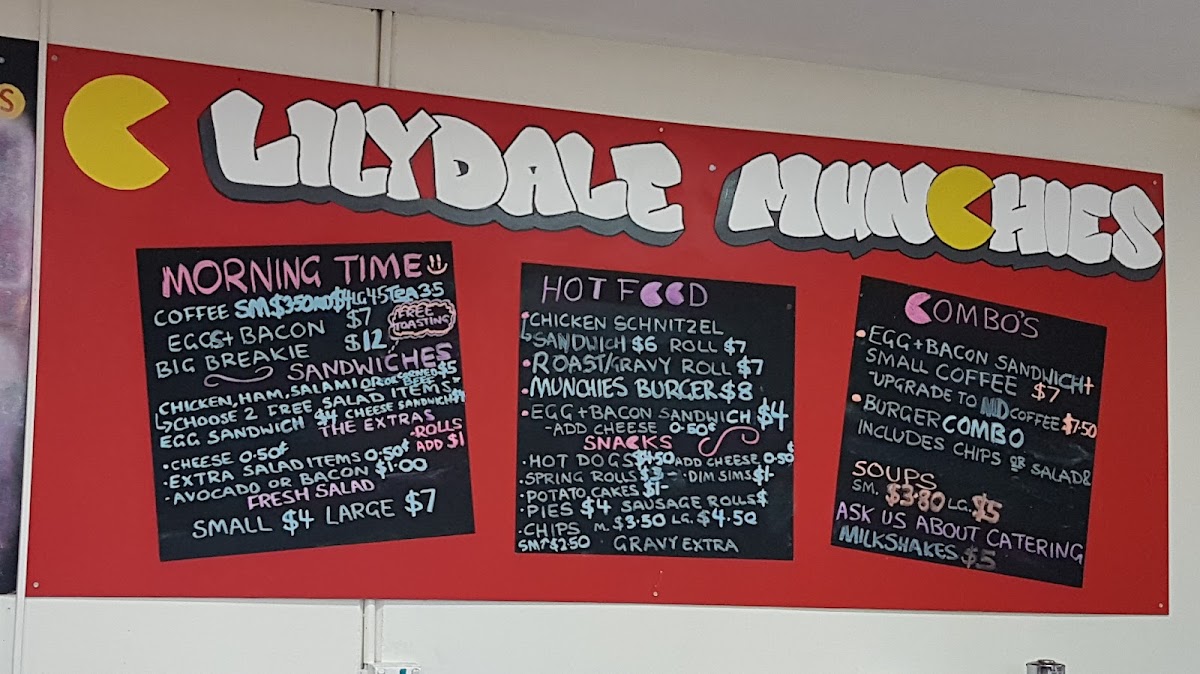 S
LILYDALE MUNCHIES
MORNING TIME
COFFEE SM.$3.50 MD$4 LG 4.5 TEA 3.5
EGGS + BACON $7
FREE TOASTING
BIG BREAKIE $12
SANDWICHES
CHICKEN, HAM, SALAMI OR CORNED BEEF $5
CHOOSE 2 FREE SALAD ITEMS
EGG SANDWICH $4 CHEESE SANDWICH
THE EXTRAS
-ROLLS ADD $1
• CHEESE 0.50¢
• EXTRA SALAD ITEMS 0.50¢
• AVOCADO OR BACON $1.00
FRESH SALAD
SMALL $4 LARGE $7
HOT FOOD
• CHICKEN SCHNITZEL
SANDWICH $6 ROLL $7
• ROAST/GRAVY ROLL $7
• MUNCHIES BURGER $8
• EGG + BACON SANDWICH $4
- ADD CHEESE 0.50¢
SNACKS
• HOT DOGS $4.50 ADD CHEESE 0.50
• SPRING ROLLS $3 • DIM SIMS $1-
• POTATO CAKES $1-
• PIES $4 SAUSAGE ROLLS $
• CHIPS M. $3.50 LG. $4.50
SM $2.50 GRAVY EXTRA
COMBO'S
• EGG + BACON SANDWICH +
SMALL COFFEE $7
- UPGRADE TO MD COFFEE $7.50
• BURGER COMBO
INCLUDES CHIPS OR SALAD
SOUPS
SM. $3.80 LG. $5
ASK US ABOUT CATERING
MILKSHAKES $5